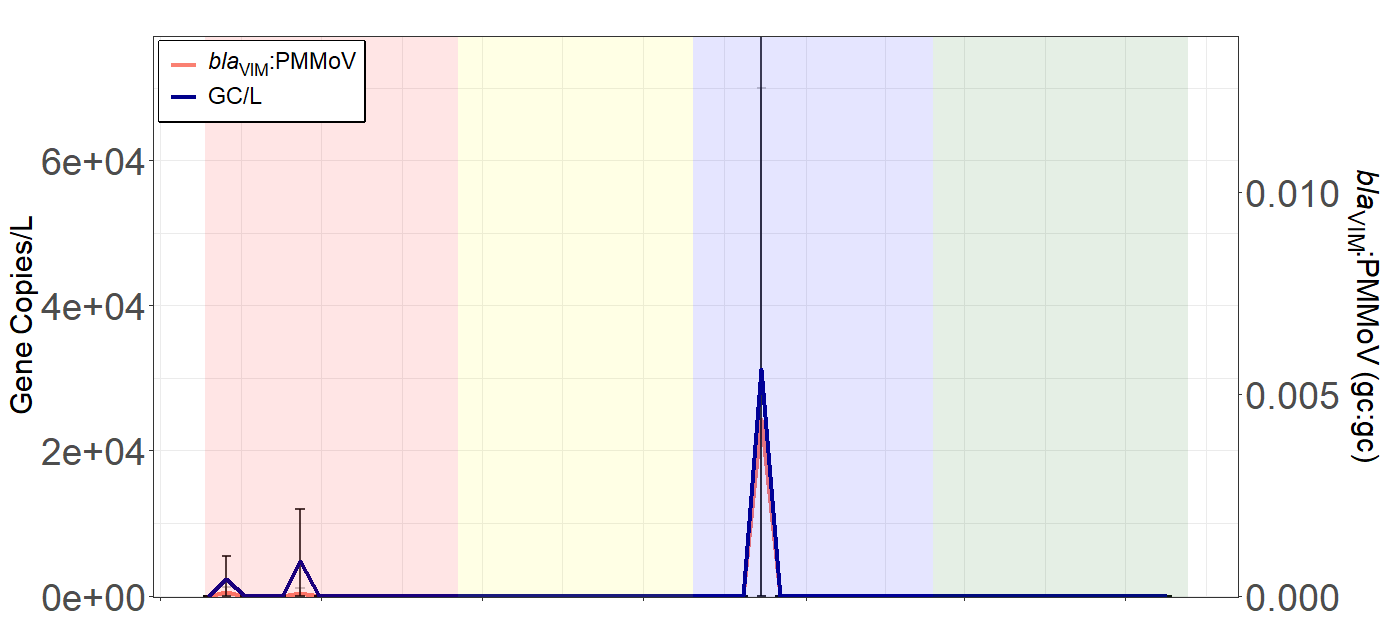 blaVIM:PMMoV
GC/L
Gene Copies/L
6e+04
4e+04
2e+04
0e+00
0.010
0.005
0.000
blaVIM:PMMoV (gc:gc)